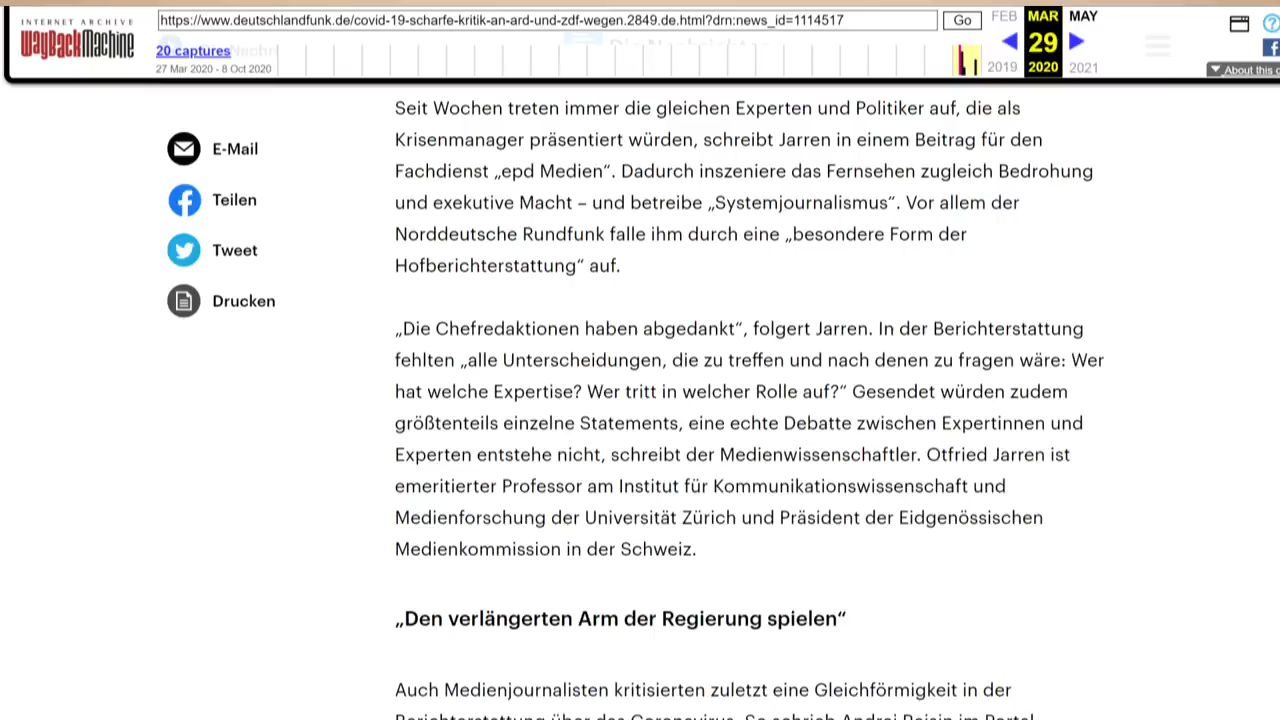 INTERNET ARCHIVE
WayBackMachine
https://www.deutschlandfunk.de/covid-19-scharfe-kritik-an-ard-und-zdf-wegen.2849.de.html?drn:news_id=1114517
Go
FEB MAR MAY
20 captures
29
27 Mar 2020 - 8 Oct 2020
2019 2020 2021
About this
Seit Wochen treten immer die gleichen Experten und Politiker auf, die als
Krisenmanager präsentiert würden, schreibt Jarren in einem Beitrag für den
Fachdienst „epd Medien“. Dadurch inszeniere das Fernsehen zugleich Bedrohung
und exekutive Macht – und betreibe „Systemjournalismus“. Vor allem der
Norddeutsche Rundfunk falle ihm durch eine „besondere Form der
Hofberichterstattung“ auf.
E-Mail
Teilen
Tweet
Drucken
„Die Chefredaktionen haben abgedankt“, folgert Jarren. In der Berichterstattung
fehlten „alle Unterscheidungen, die zu treffen und nach denen zu fragen wäre: Wer
hat welche Expertise? Wer tritt in welcher Rolle auf?“ Gesendet würden zudem
größtenteils einzelne Statements, eine echte Debatte zwischen Expertinnen und
Experten entstehe nicht, schreibt der Medienwissenschaftler. Otfried Jarren ist
emeritierter Professor am Institut für Kommunikationswissenschaft und
Medienforschung der Universität Zürich und Präsident der Eidgenössischen
Medienkommission in der Schweiz.
„Den verlängerten Arm der Regierung spielen“
Auch Medienjournalisten kritisierten zuletzt eine Gleichförmigkeit in der